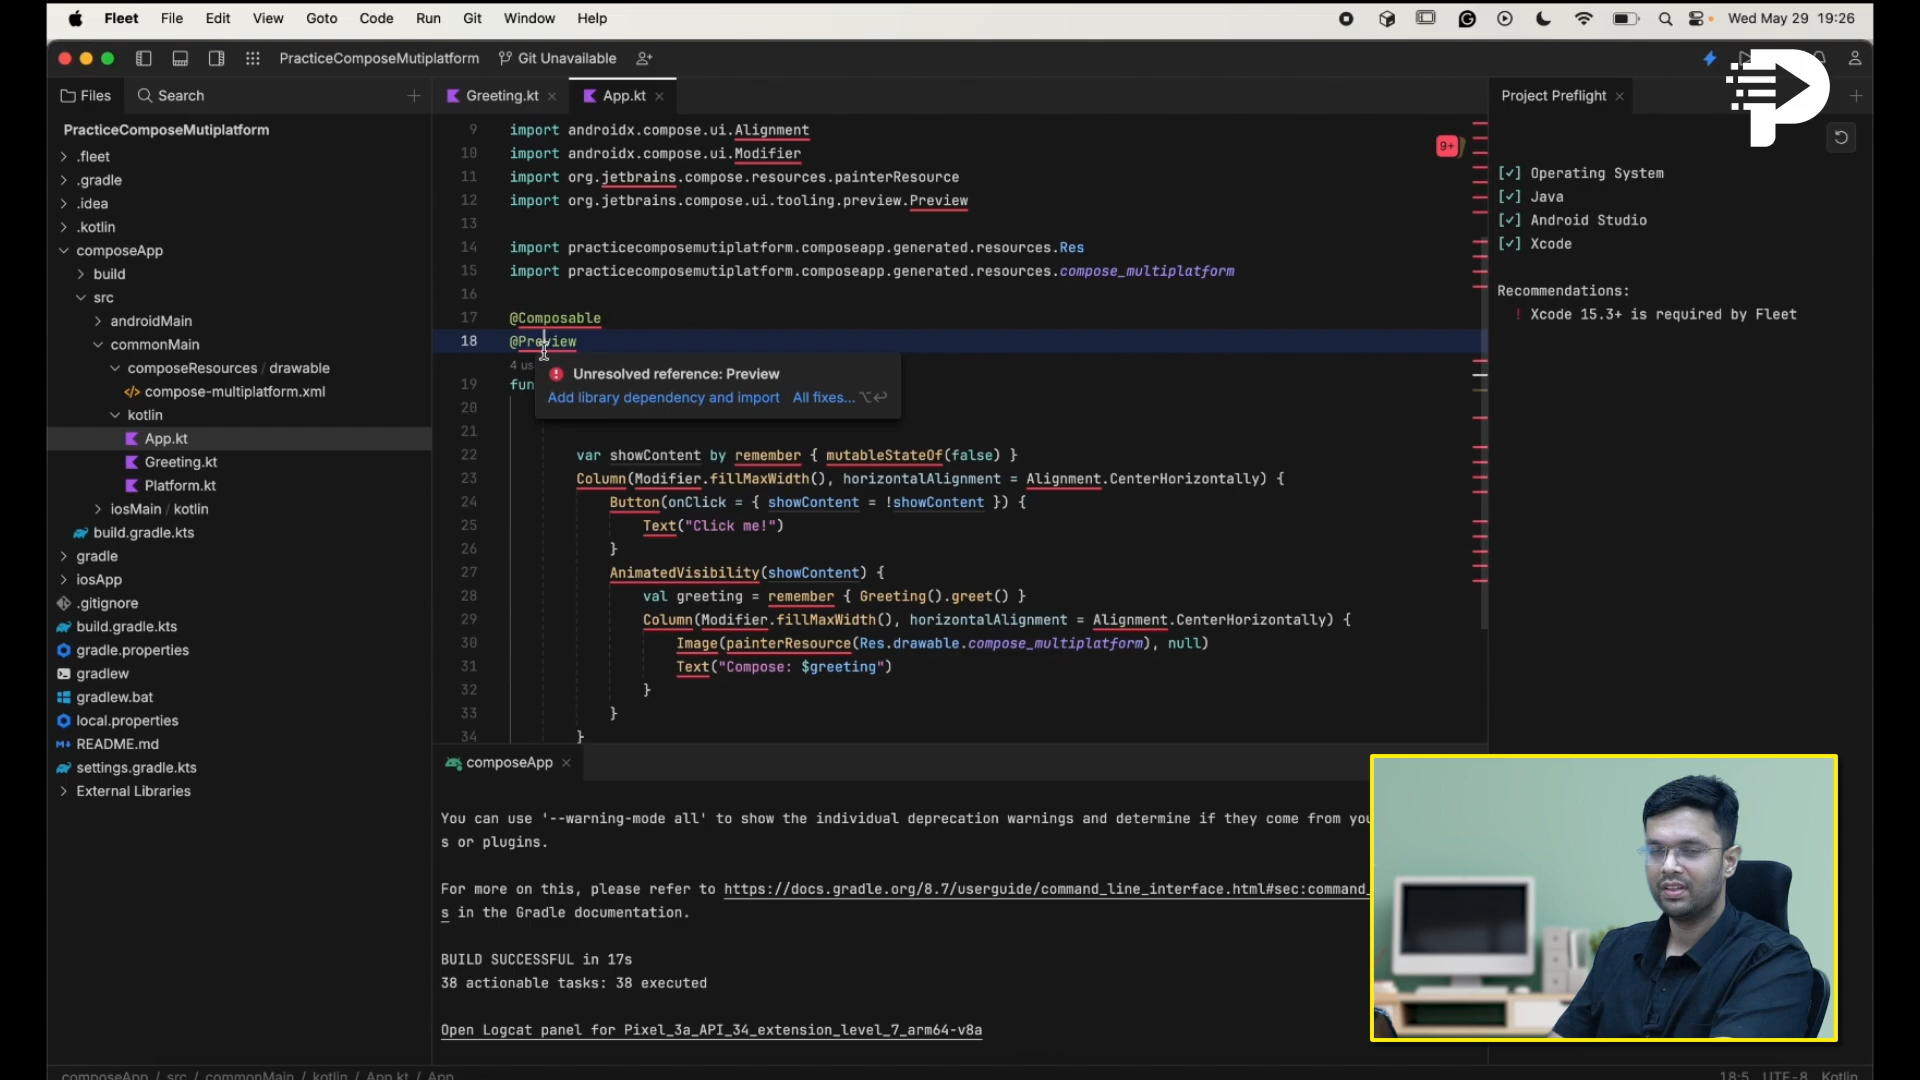 Fleet File Edit View Goto Code Run Git Window Help Wed May 29 19:26
PracticeComposeMutiplatform Git Unavailable
Files Search
Greeting.kt App.kt
Project Preflight
PracticeComposeMutiplatform
.fleet
.gradle
.idea
.kotlin
composeApp
build
src
androidMain
commonMain
composeResources / drawable
compose-multiplatform.xml
kotlin
App.kt
Greeting.kt
Platform.kt
iosMain / kotlin
build.gradle.kts
gradle
iosApp
.gitignore
build.gradle.kts
gradle.properties
gradlew
gradlew.bat
local.properties
README.md
settings.gradle.kts
External Libraries
9 import androidx.compose.ui.Alignment
10 import androidx.compose.ui.Modifier
11 import org.jetbrains.compose.resources.painterResource
12 import org.jetbrains.compose.ui.tooling.preview.Preview
13
14 import practicecomposemutiplatform.composeapp.generated.resources.Res
15 import practicecomposemutiplatform.composeapp.generated.resources.compose_multiplatform
16
17 @Composable
18 @Preview
4 us
Unresolved reference: Preview
19 fun
Add library dependency and import All fixes... ⌥↩
20
21
22 var showContent by remember { mutableStateOf(false) }
23 Column(Modifier.fillMaxWidth(), horizontalAlignment = Alignment.CenterHorizontally) {
24 Button(onClick = { showContent = !showContent }) {
25 Text("Click me!")
26 }
27 AnimatedVisibility(showContent) {
28 val greeting = remember { Greeting().greet() }
29 Column(Modifier.fillMaxWidth(), horizontalAlignment = Alignment.CenterHorizontally) {
30 Image(painterResource(Res.drawable.compose_multiplatform), null)
31 Text("Compose: $greeting")
32 }
33 }
34 }
9+
[✓] Operating System
[✓] Java
[✓] Android Studio
[✓] Xcode
Recommendations:
! Xcode 15.3+ is required by Fleet
composeApp
You can use '--warning-mode all' to show the individual deprecation warnings and determine if they come from you
s or plugins.
For more on this, please refer to https://docs.gradle.org/8.7/userguide/command_line_interface.html#sec:command_
s in the Gradle documentation.
BUILD SUCCESSFUL in 17s
38 actionable tasks: 38 executed
Open Logcat panel for Pixel_3a_API_34_extension_level_7_arm64-v8a
composeApp / src / commonMain / kotlin / App.kt / App
18:5 UTF-8 Kotlin